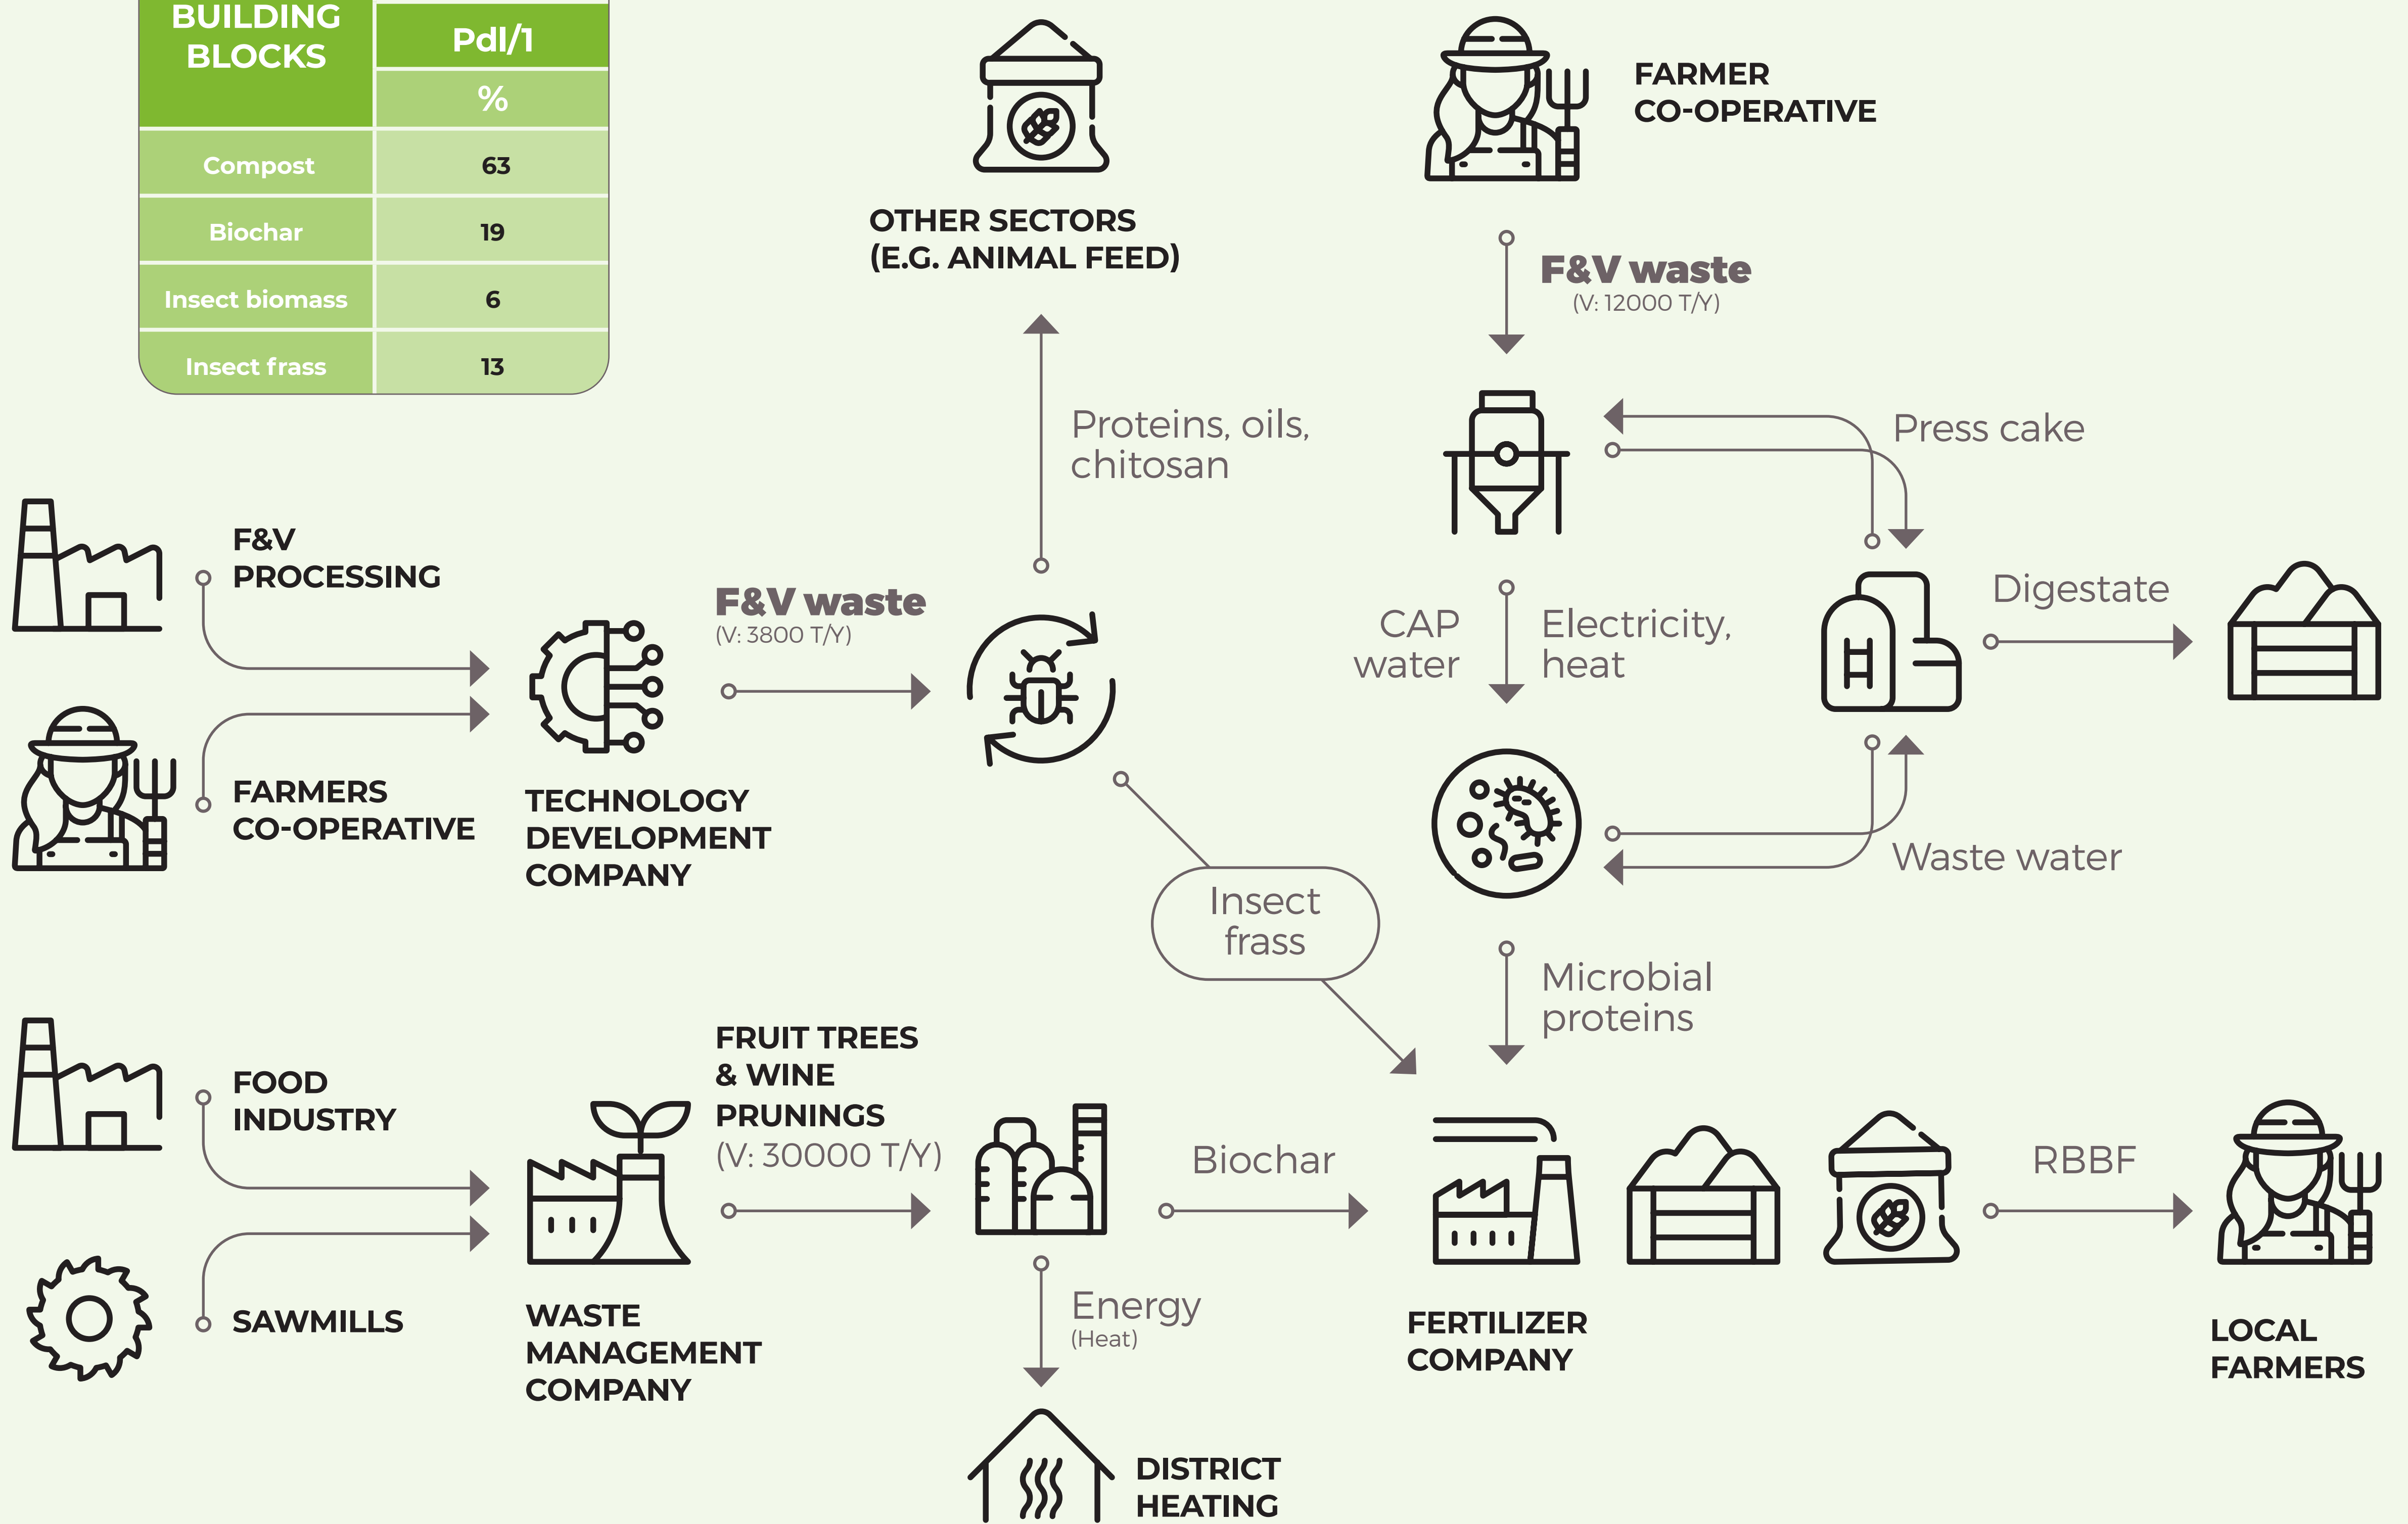 BUILDING
BLOCKS
Pdl/1
%
Compost
63
Biochar
19
Insect biomass
6
Insect frass
13
OTHER SECTORS
(E.G. ANIMAL FEED)
FARMER
CO-OPERATIVE
F&V waste
(V: 12000 T/Y)
Proteins, oils,
chitosan
Press cake
F&V
PROCESSING
F&V waste
(V: 3800 T/Y)
CAP
water
Electricity,
heat
Digestate
FARMERS
CO-OPERATIVE
TECHNOLOGY
DEVELOPMENT
COMPANY
Waste water
Insect
frass
Microbial
proteins
FOOD
INDUSTRY
FRUIT TREES
& WINE
PRUNINGS
(V: 30000 T/Y)
Biochar
RBBF
SAWMILLS
WASTE
MANAGEMENT
COMPANY
Energy
(Heat)
FERTILIZER
COMPANY
LOCAL
FARMERS
DISTRICT
HEATING